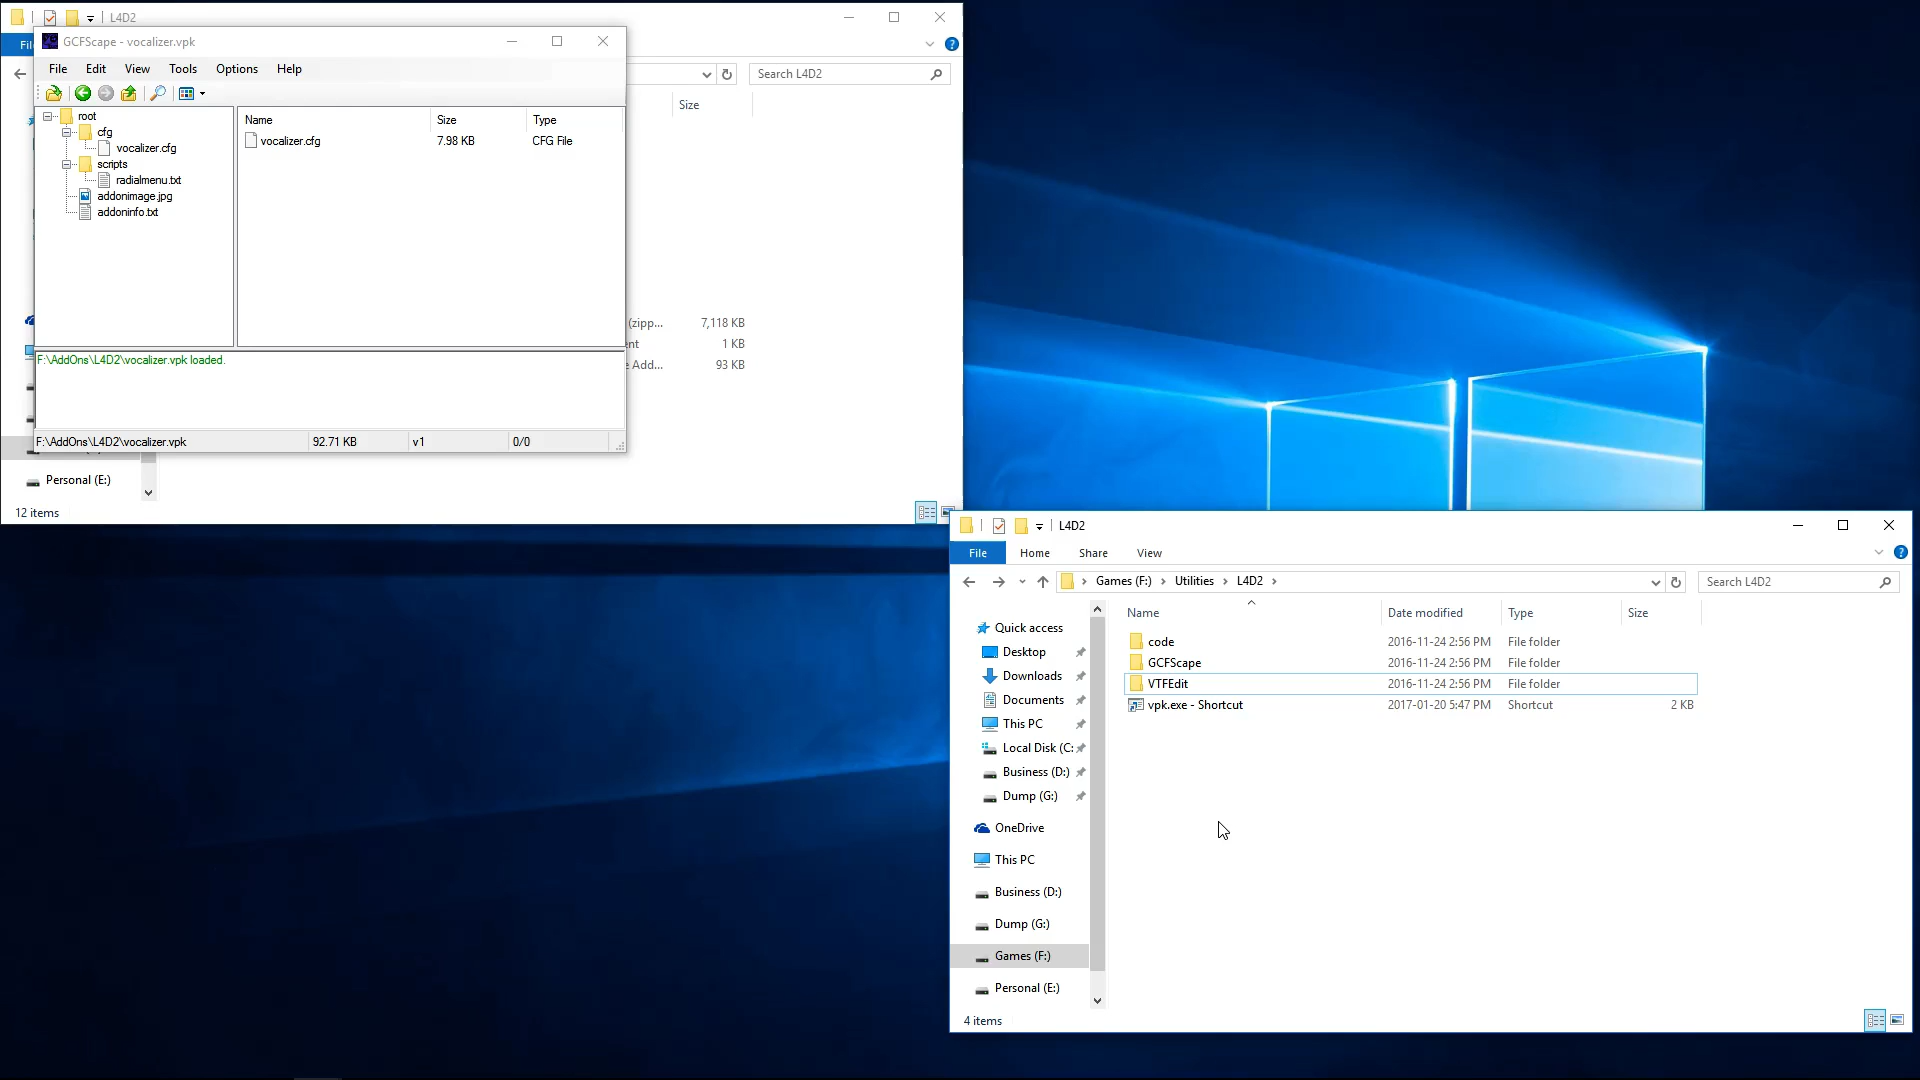 L4D2
Fil
GCFScape - vocalizer.vpk
File Edit View Tools Options Help
Search L4D2
Size
root
cfg
vocalizer.cfg
scripts
radialmenu.txt
addonimage.jpg
addoninfo.txt
Name Size Type
vocalizer.cfg 7.98 KB CFG File
(zipp... 7,118 KB
ent 1 KB
Add... 93 KB
F:\AddOns\L4D2\vocalizer.vpk loaded.
F:\AddOns\L4D2\vocalizer.vpk 92.71 KB v1 0/0
Personal (E:)
12 items
L4D2
File Home Share View
Games (F:) Utilities L4D2
Search L4D2
Name Date modified Type Size
code 2016-11-24 2:56 PM File folder
GCFScape 2016-11-24 2:56 PM File folder
VTFEdit 2016-11-24 2:56 PM File folder
vpk.exe - Shortcut 2017-01-20 5:47 PM Shortcut 2 KB
Quick access
Desktop
Downloads
Documents
This PC
Local Disk (C:
Business (D:)
Dump (G:)
OneDrive
This PC
Business (D:)
Dump (G:)
Games (F:)
Personal (E:)
4 items